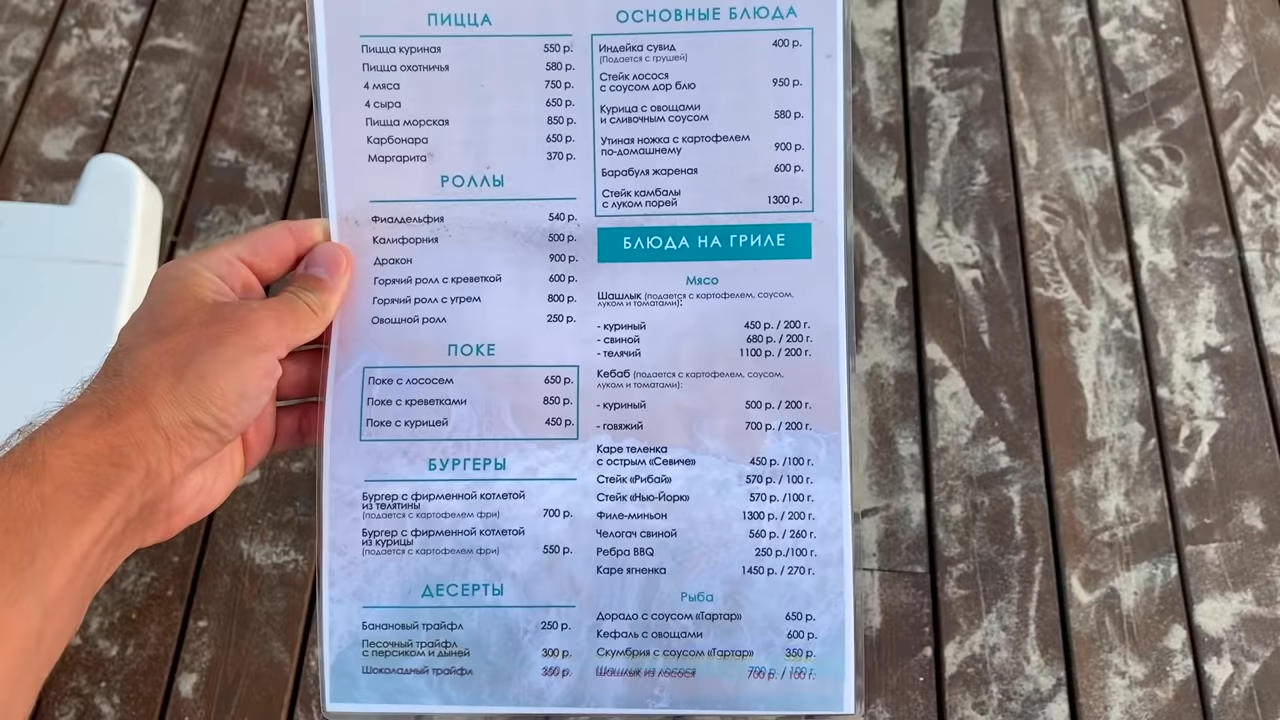 ПИЦЦА
Пицца куриная 550 р.
Пицца охотничья 580 р.
4 мяса 750 р.
4 сыра 650 р.
Пицца морская 850 р.
Карбонара 650 р.
Маргарита 370 р.
РОЛЛЫ
Фиалдельфия 540 р.
Калифорния 500 р.
Дракон 900 р.
Горячий ролл с креветкой 600 р.
Горячий ролл с угрем 800 р.
Овощной ролл 250 р.
ПОКЕ
Поке с лососем 650 р.
Поке с креветками 850 р.
Поке с курицей 450 р.
БУРГЕРЫ
Бургер с фирменной котлетой
из телятины
(подается с картофелем фри) 700 р.
Бургер с фирменной котлетой
из курицы
(подается с картофелем фри) 550 р.
ДЕСЕРТЫ
Банановый трайфл 250 р.
Песочный трайфл
с персиком и дыней 300 р.
Шоколадный трайфл 350 р.
ОСНОВНЫЕ БЛЮДА
Индейка сувид 400 р.
(Подается с грушей)
Стейк лосося
с соусом дор блю 950 р.
Курица с овощами
и сливочным соусом 580 р.
Утиная ножка с картофелем
по-домашнему 900 р.
Барабуля жареная 600 р.
Стейк камбалы
с луком порей 1300 р.
БЛЮДА НА ГРИЛЕ
Мясо
Шашлык (подается с картофелем, соусом,
луком и томатами):
- куриный 450 р. / 200 г.
- свиной 680 р. / 200 г.
- телячий 1100 р. / 200 г.
Кебаб (подается с картофелем, соусом,
луком и томатами):
- куриный 500 р. / 200 г.
- говяжий 700 р. / 200 г.
Каре теленка
с острым «Севиче» 450 р. /100 г.
Стейк «Рибай» 570 р. / 100 г.
Стейк «Нью-Йорк» 570 р. /100 г.
Филе-миньон 1300 р. / 200 г.
Челогач свиной 560 р. / 260 г.
Ребра BBQ 250 р./100 г.
Каре ягненка 1450 р. / 270 г.
Рыба
Дорадо с соусом «Тартар» 650 р.
Кефаль с овощами 600 р.
Скумбрия с соусом «Тартар» 350 р.
Шашлык из лосося 700 р. / 100 г.